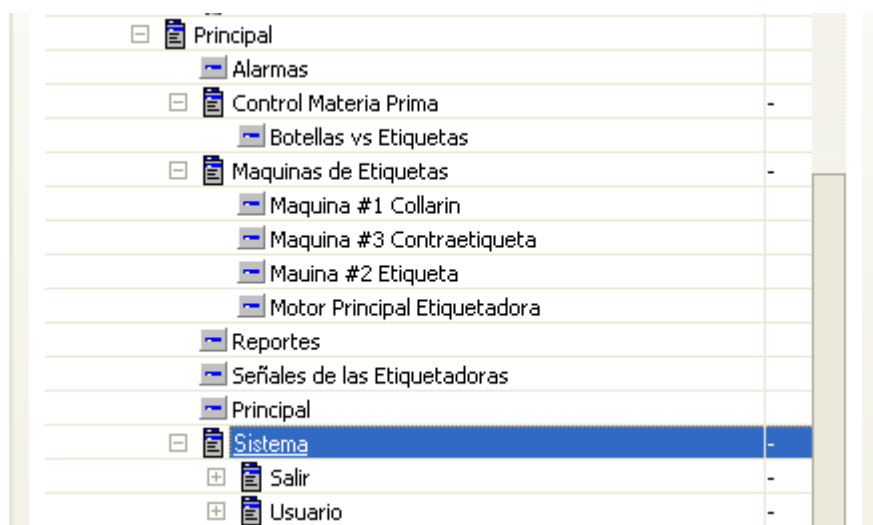 Principal
Alarmas
Control Materia Prima -
Botellas vs Etiquetas
Maquinas de Etiquetas -
Maquina #1 Collarin
Maquina #3 Contraetiqueta
Mauina #2 Etiqueta
Motor Principal Etiquetadora
Reportes
Señales de las Etiquetadoras
Principal
Sistema -
Salir -
Usuario -